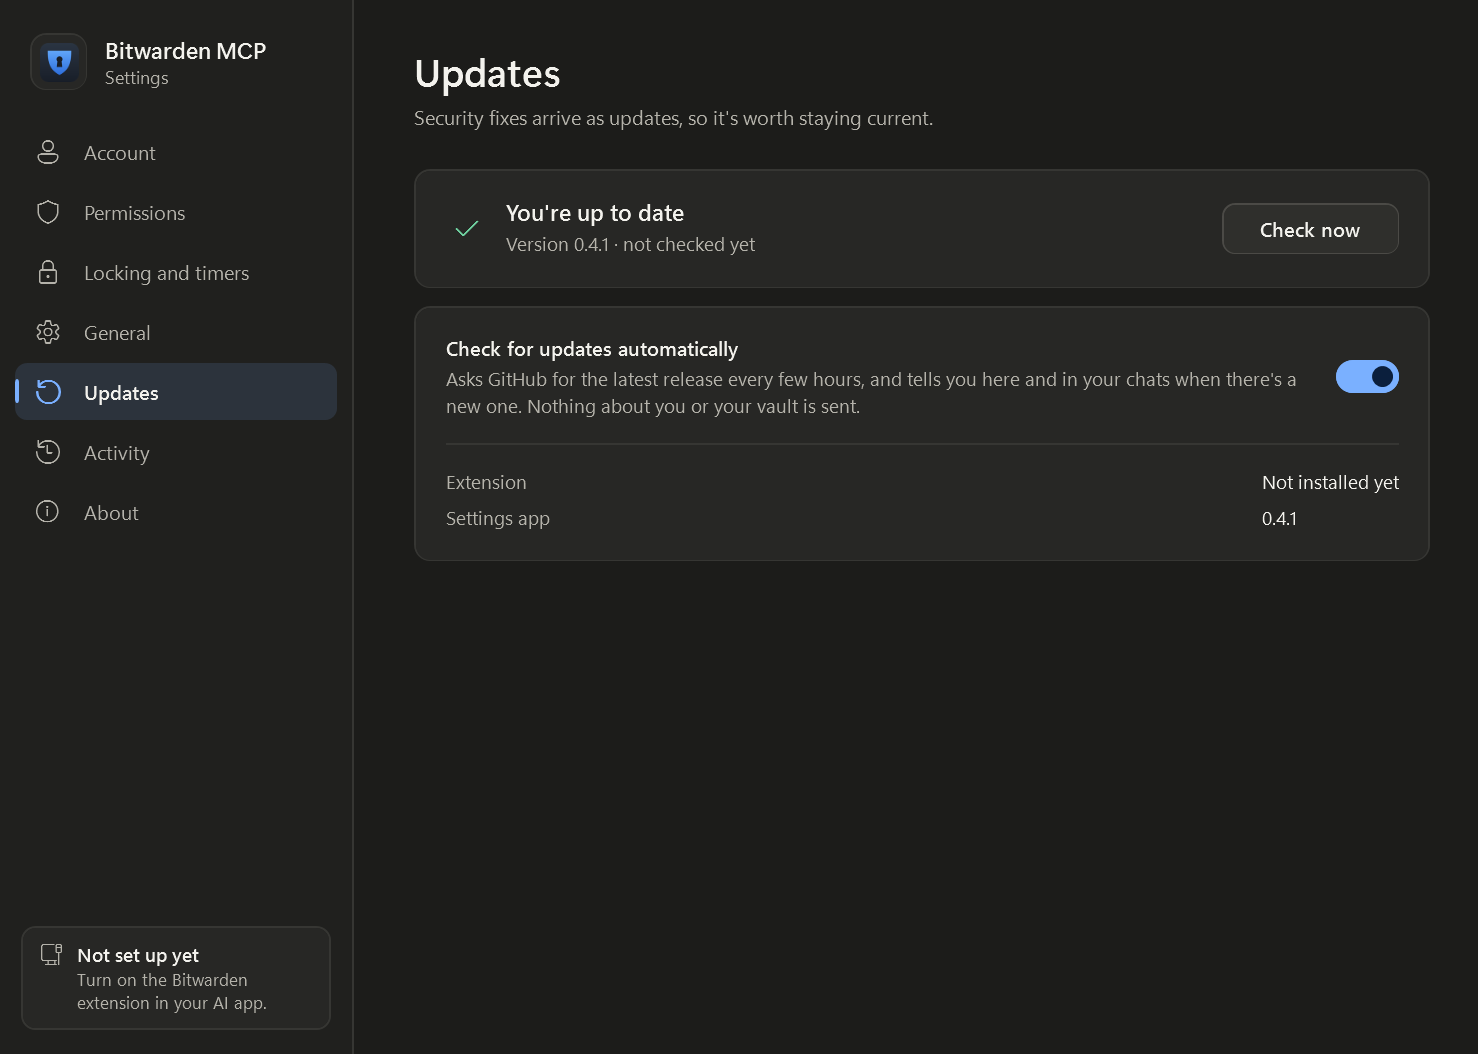 Bitwarden MCP
Settings
Account
Permissions
Locking and timers
General
Updates
Activity
About
Not set up yet
Turn on the Bitwarden
extension in your AI app.
Updates
Security fixes arrive as updates, so it's worth staying current.
You're up to date
Version 0.4.1 · not checked yet
Check now
Check for updates automatically
Asks GitHub for the latest release every few hours, and tells you here and in your chats when there's a
new one. Nothing about you or your vault is sent.
Extension
Not installed yet
Settings app
0.4.1